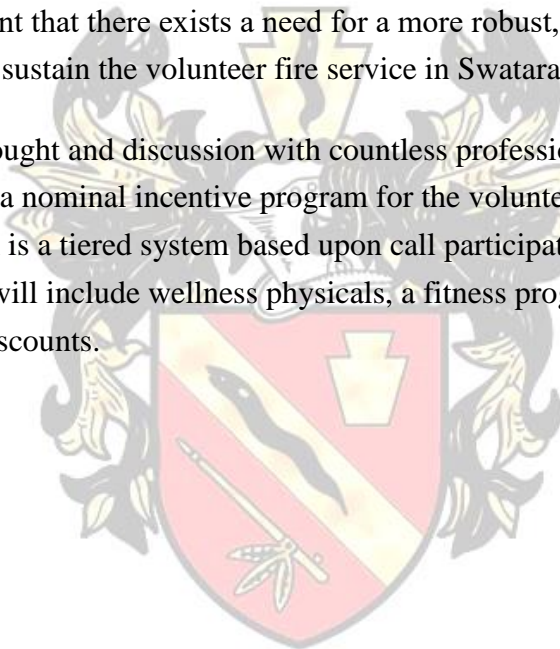 nt that there exists a need for a more robust,
sustain the volunteer fire service in Swatara
ought and discussion with countless professio
a nominal incentive program for the volunte
is a tiered system based upon call participat
will include wellness physicals, a fitness prog
scounts.